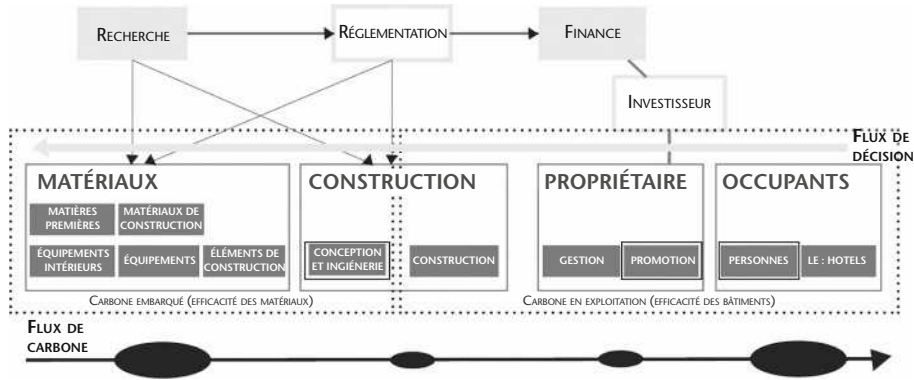 RECHERCHE
RÉGLEMENTATION
FINANCE
INVESTISSEUR
FLUX DE
DÉCISION
MATÉRIAUX
MATIÈRES
PREMIÈRES
MATÉRIAUX DE
CONSTRUCTION
ÉQUIPEMENTS
INTÉRIEURS
ÉQUIPEMENTS
ÉLÉMENTS DE
CONSTRUCTION
CONSTRUCTION
CONCEPTION
ET INGIÉNERIE
CONSTRUCTION
PROPRIÉTAIRE
GESTION
PROMOTION
OCCUPANTS
PERSONNES
LE : HOTELS
CARBONE EMBARQUÉ (EFFICACITÉ DES MATÉRIAUX)
CARBONE EN EXPLOITATION (EFFICACITÉ DES BÂTIMENTS)
FLUX DE
CARBONE